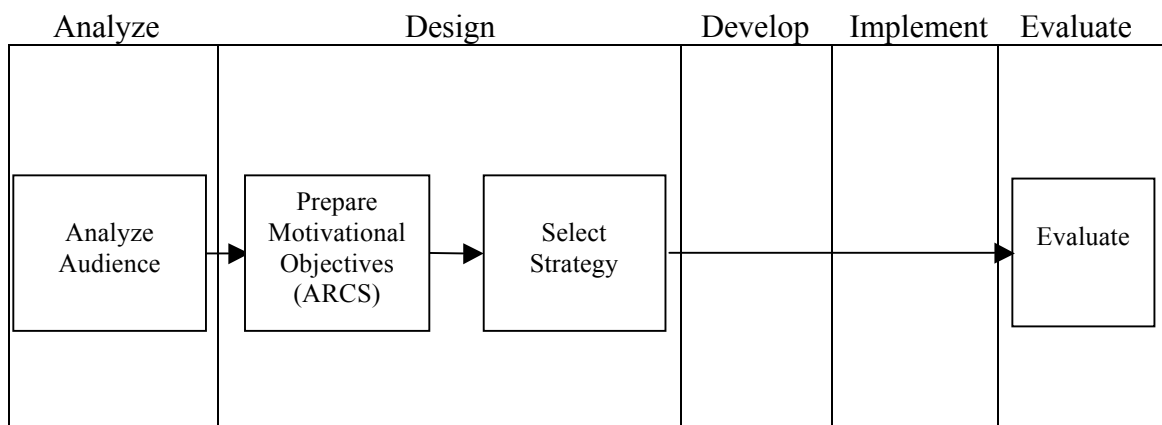 Analyze Design Develop Implement Evaluate
Analyze
Audience
Prepare
Motivational
Objectives
(ARCS)
Select
Strategy
Evaluate